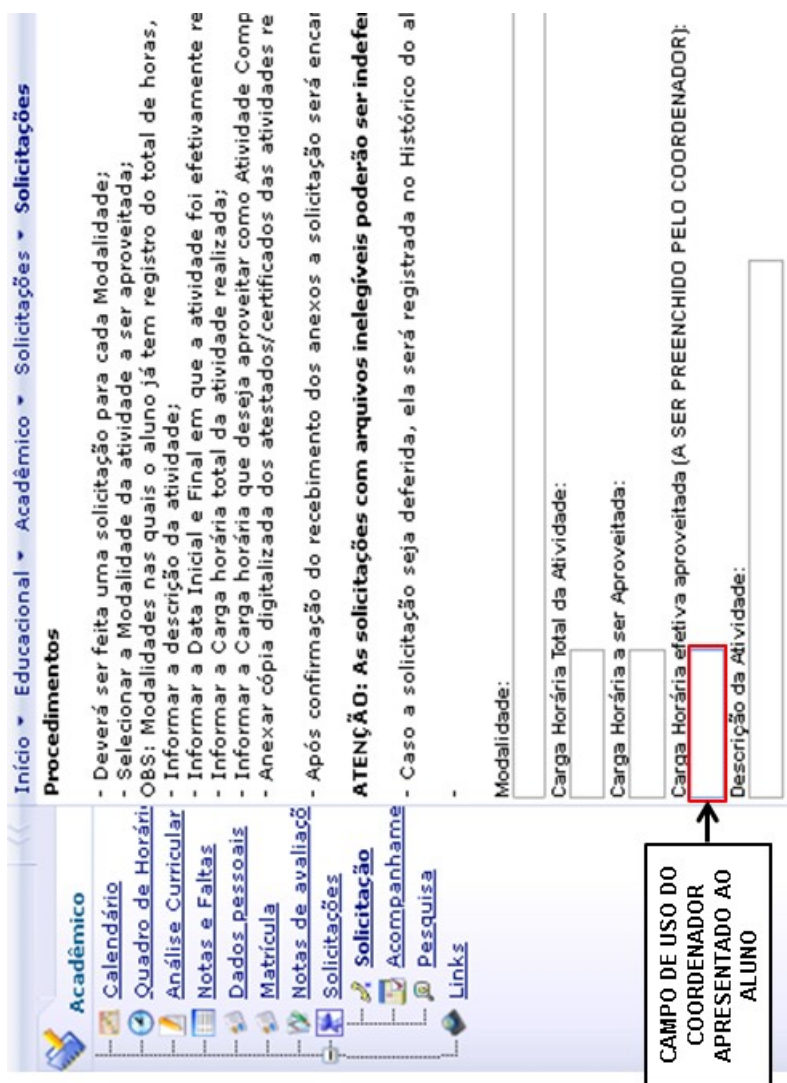 Início Educacional Acadêmico Solicitações Solicitações
Acadêmico
Calendário
Quadro de Horári
Análise Curricular
Notas e Faltas
Dados pessoais
Matrícula
Notas de avaliaçõ
Solicitações
Solicitação
Acompanhame
Pesquisa
Links
Procedimentos
- Deverá ser feita uma solicitação para cada Modalidade;
- Selecionar a Modalidade da atividade a ser aproveitada;
OBS: Modalidades nas quais o aluno já tem registro do total de horas,
- Informar a descrição da atividade;
- Informar a Data Inicial e Final em que a atividade foi efetivamente re
- Informar a Carga horária total da atividade realizada;
- Informar a Carga horária que deseja aproveitar como Atividade Comp
- Anexar cópia digitalizada dos atestados/certificados das atividades re
- Após confirmação do recebimento dos anexos a solicitação será encar
ATENÇÃO: As solicitações com arquivos inelegíveis poderão ser indefer
- Caso a solicitação seja deferida, ela será registrada no Histórico do al
-
Modalidade:
Carga Horária Total da Atividade:
Carga Horária a ser Aproveitada:
Carga Horária efetiva aproveitada (A SER PREENCHIDO PELO COORDENADOR):
Descrição da Atividade:
CAMPO DE USO DO
COORDENADOR
APRESENTADO AO
ALUNO